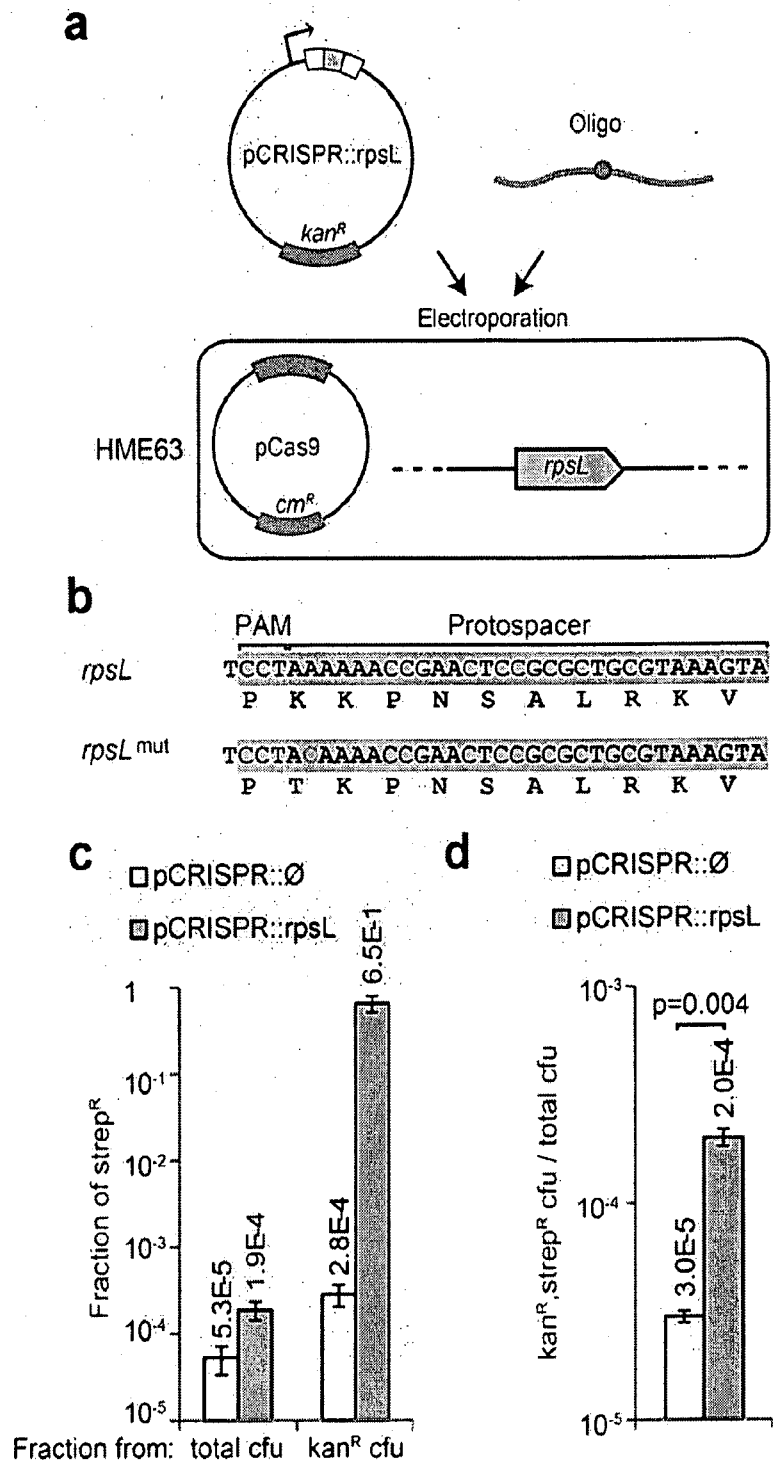 a
pCRISPR::rpsL
kanᴿ
Oligo
Electroporation
HME63
pCas9
cmᴿ
rpsL
b
PAM Protospacer
rpsL TCCTAAAAAACCGAACTCCGCGCTGCGTAAAGTA
P K K P N S A L R K V
rpsL mut TCCTACAAAACCGAACTCCGCGCTGCGTAAAGTA
P T K P N S A L R K V
c
pCRISPR::Ø
pCRISPR::rpsL
Fraction of strepᴿ
1
10⁻¹
10⁻²
10⁻³
10⁻⁴
10⁻⁵
5.3E-5
1.9E-4
2.8E-4
6.5E-1
Fraction from: total cfu kanᴿ cfu
d
pCRISPR::Ø
pCRISPR::rpsL
kanᴿ,strepᴿ cfu / total cfu
10⁻³
10⁻⁴
10⁻⁵
p=0.004
3.0E-5
2.0E-4